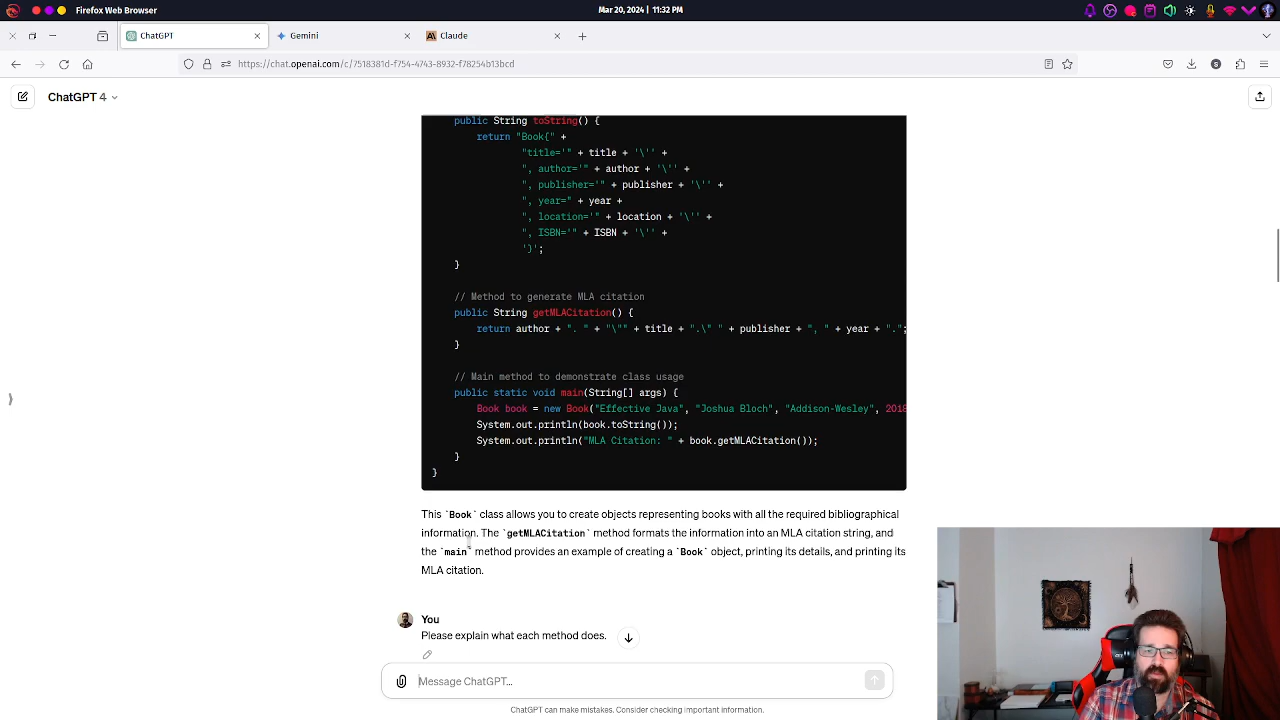 Firefox Web Browser
Mar 20, 2024 | 11:32 PM
ChatGPT
Gemini
Claude
https://chat.openai.com/c/7518381d-f754-4743-8932-f78254b13bcd
ChatGPT 4
public String toString() {
return "Book{" +
"title='" + title + '\'' +
", author='" + author + '\'' +
", publisher='" + publisher + '\'' +
", year=" + year +
", location='" + location + '\'' +
", ISBN='" + ISBN + '\'' +
'}';
}
// Method to generate MLA citation
public String getMLACitation() {
return author + ". " + "\"" + title + ".\" " + publisher + ", " + year + ".";
}
// Main method to demonstrate class usage
public static void main(String[] args) {
Book book = new Book("Effective Java", "Joshua Bloch", "Addison-Wesley", 2018
System.out.println(book.toString());
System.out.println("MLA Citation: " + book.getMLACitation());
}
}
This `Book` class allows you to create objects representing books with all the required bibliographical
information. The `getMLACitation` method formats the information into an MLA citation string, and
the `main` method provides an example of creating a `Book` object, printing its details, and printing its
MLA citation.
You
Please explain what each method does.
Message ChatGPT...
ChatGPT can make mistakes. Consider checking important information.